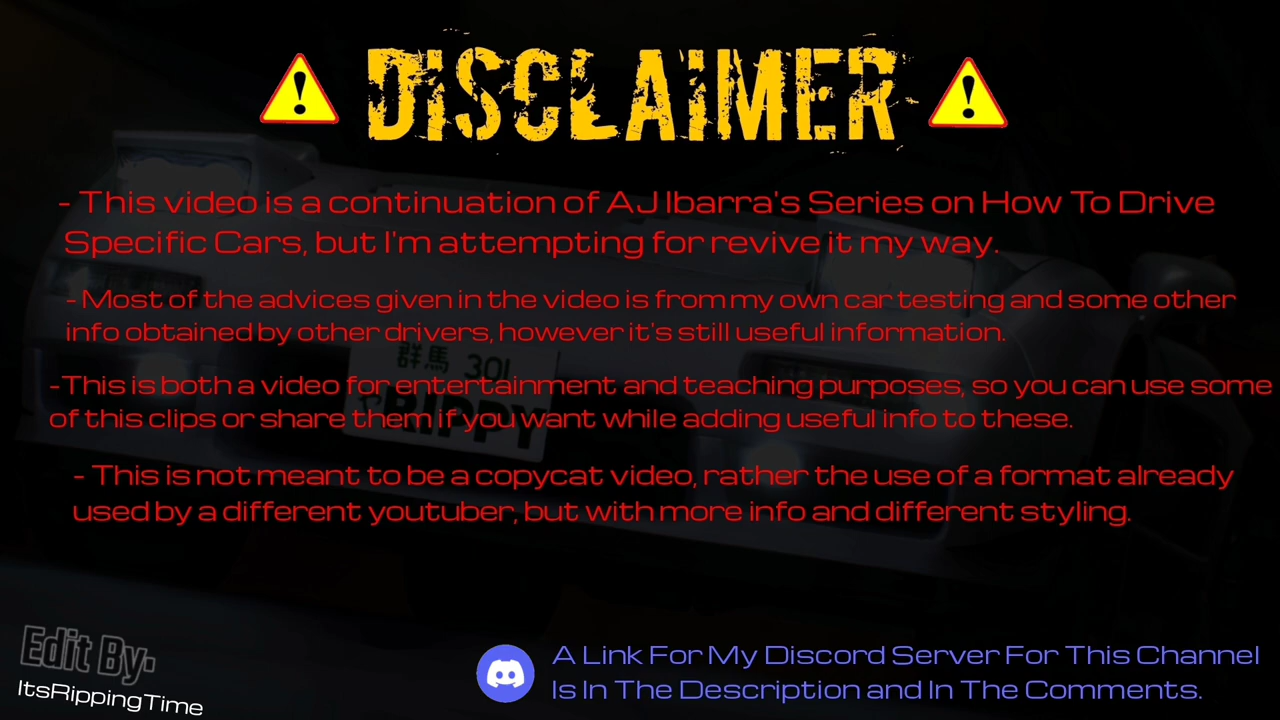 DISCLAIMER
- This video is a continuation of AJ Ibarra's Series on How To Drive
Specific Cars, but I'm attempting for revive it my way.
- Most of the advices given in the video is from my own car testing and some other
info obtained by other drivers, however it's still useful information.
群馬 301
や RIPPY
-This is both a video for entertainment and teaching purposes, so you can use some
of this clips or share them if you want while adding useful info to these.
- This is not meant to be a copycat video, rather the use of a format already
used by a different youtuber, but with more info and different styling.
Edit By:
ItsRippingTime
A Link For My Discord Server For This Channel
Is In The Description and In The Comments.